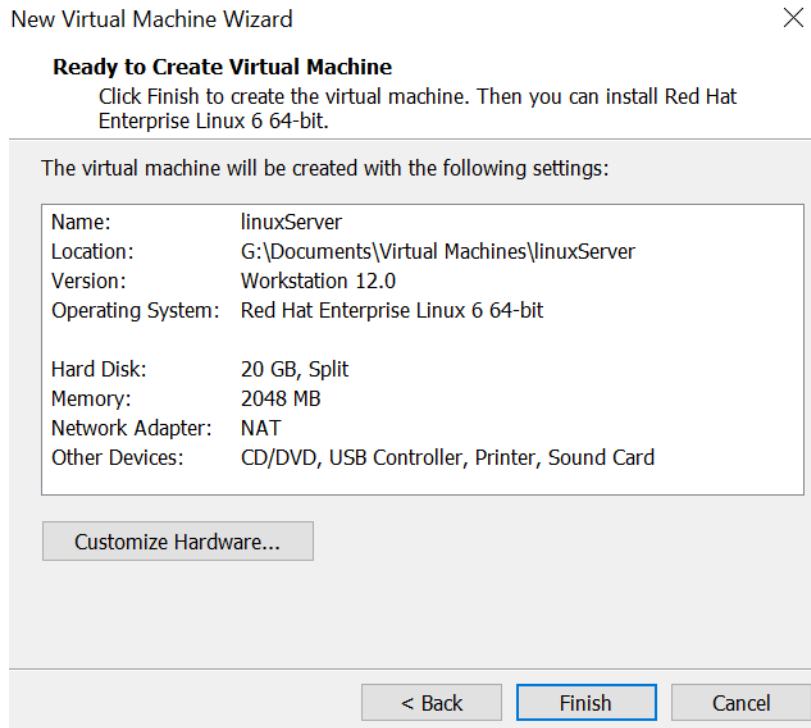 New Virtual Machine Wizard
Ready to Create Virtual Machine
Click Finish to create the virtual machine. Then you can install Red Hat
Enterprise Linux 6 64-bit.
The virtual machine will be created with the following settings:
Name: linuxServer
Location: G:\Documents\Virtual Machines\linuxServer
Version: Workstation 12.0
Operating System: Red Hat Enterprise Linux 6 64-bit
Hard Disk: 20 GB, Split
Memory: 2048 MB
Network Adapter: NAT
Other Devices: CD/DVD, USB Controller, Printer, Sound Card
Customize Hardware...
< Back Finish Cancel